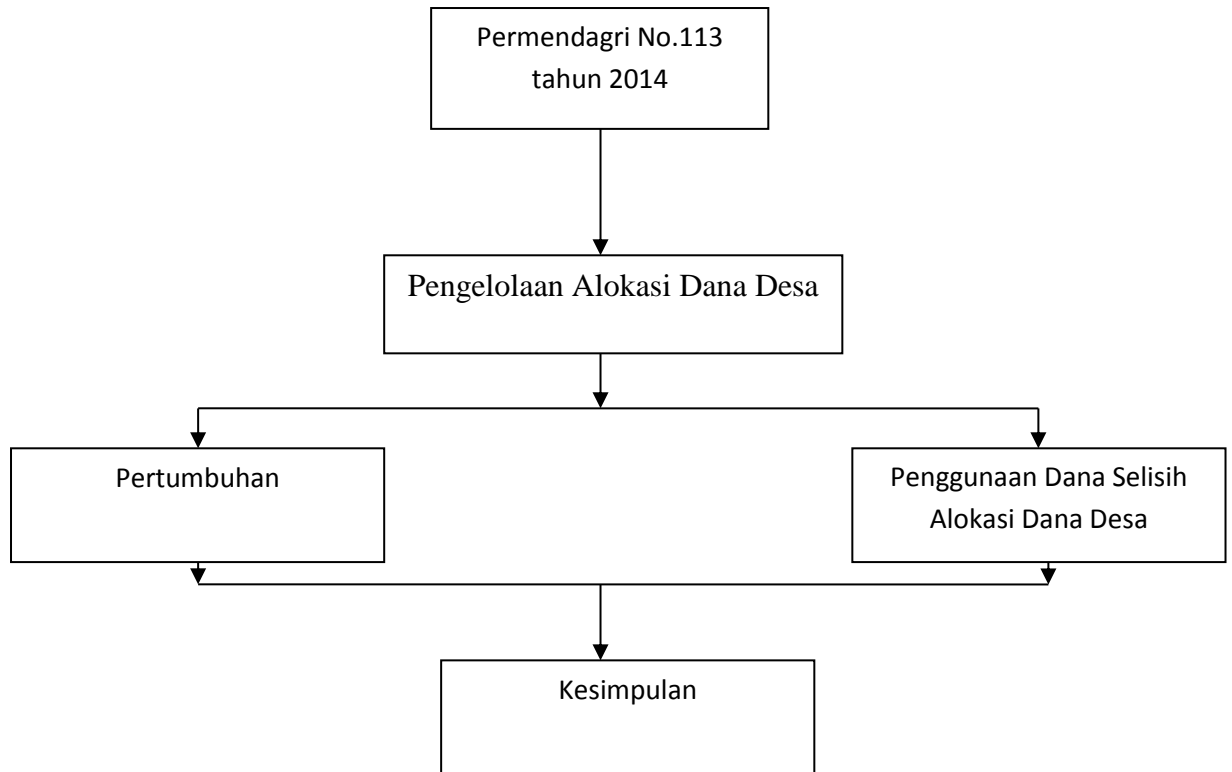 Permendagri No.113
tahun 2014
Pengelolaan Alokasi Dana Desa
Pertumbuhan
Penggunaan Dana Selisih
Alokasi Dana Desa
Kesimpulan